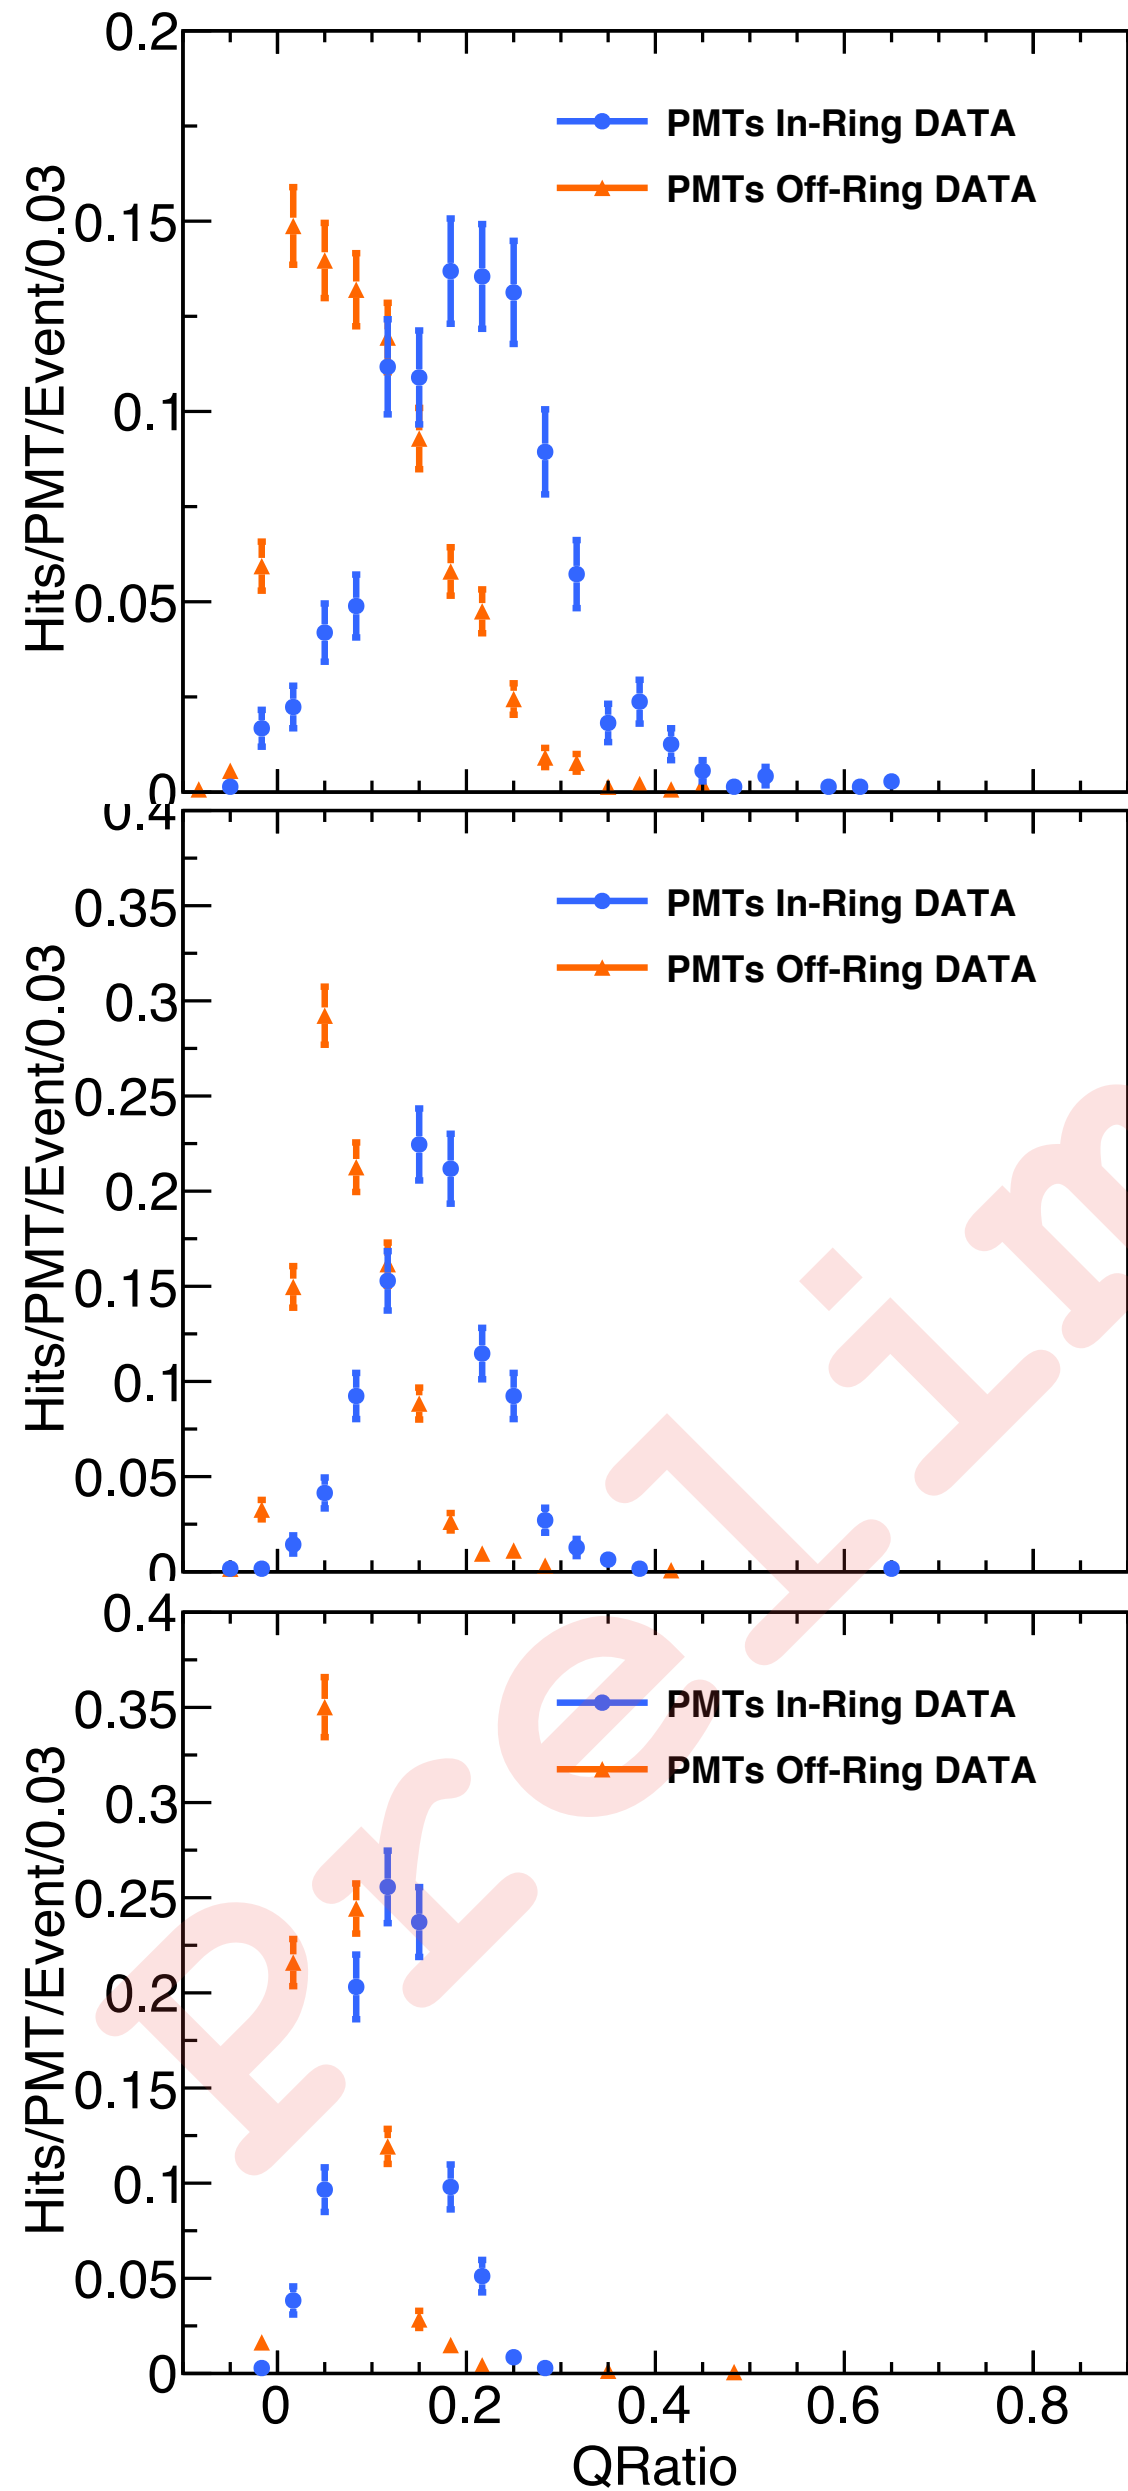 0.2
PMTs In-Ring DATA
PMTs Off-Ring DATA
0.15
0.1
0.05
0
Hits/PMT/Event/0.03
0.4
PMTs In-Ring DATA
0.35
PMTs Off-Ring DATA
0.3
0.25
0.2
0.15
0.1
0.05
0
Hits/PMT/Event/0.03
0.4
PMTs In-Ring DATA
0.35
PMTs Off-Ring DATA
0.3
0.25
0.2
0.15
0.1
0.05
0
Hits/PMT/Event/0.03
0 0.2 0.4 0.6 0.8
QRatio
Prelim